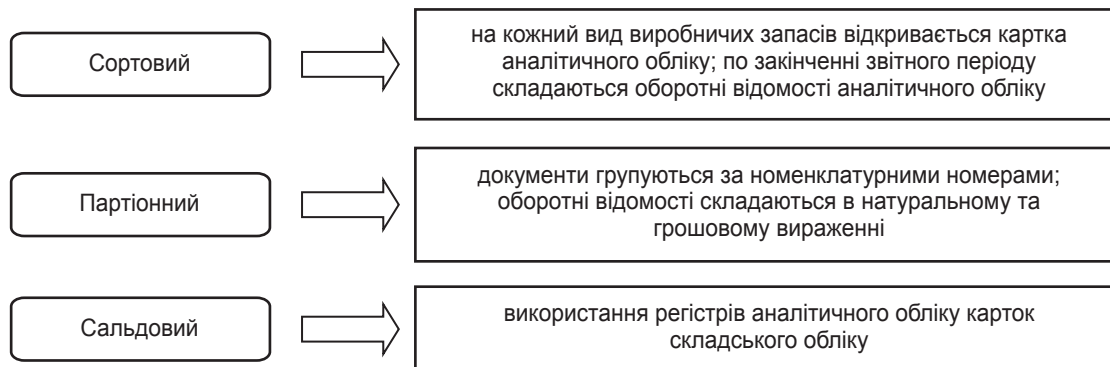 Сортовий
на кожний вид виробничих запасів відкривається картка
аналітичного обліку; по закінченні звітного періоду
складаються оборотні відомості аналітичного обліку
Партіонний
документи групуються за номенклатурними номерами;
оборотні відомості складаються в натуральному та
грошовому вираженні
Сальдовий
використання регістрів аналітичного обліку карток
складського обліку